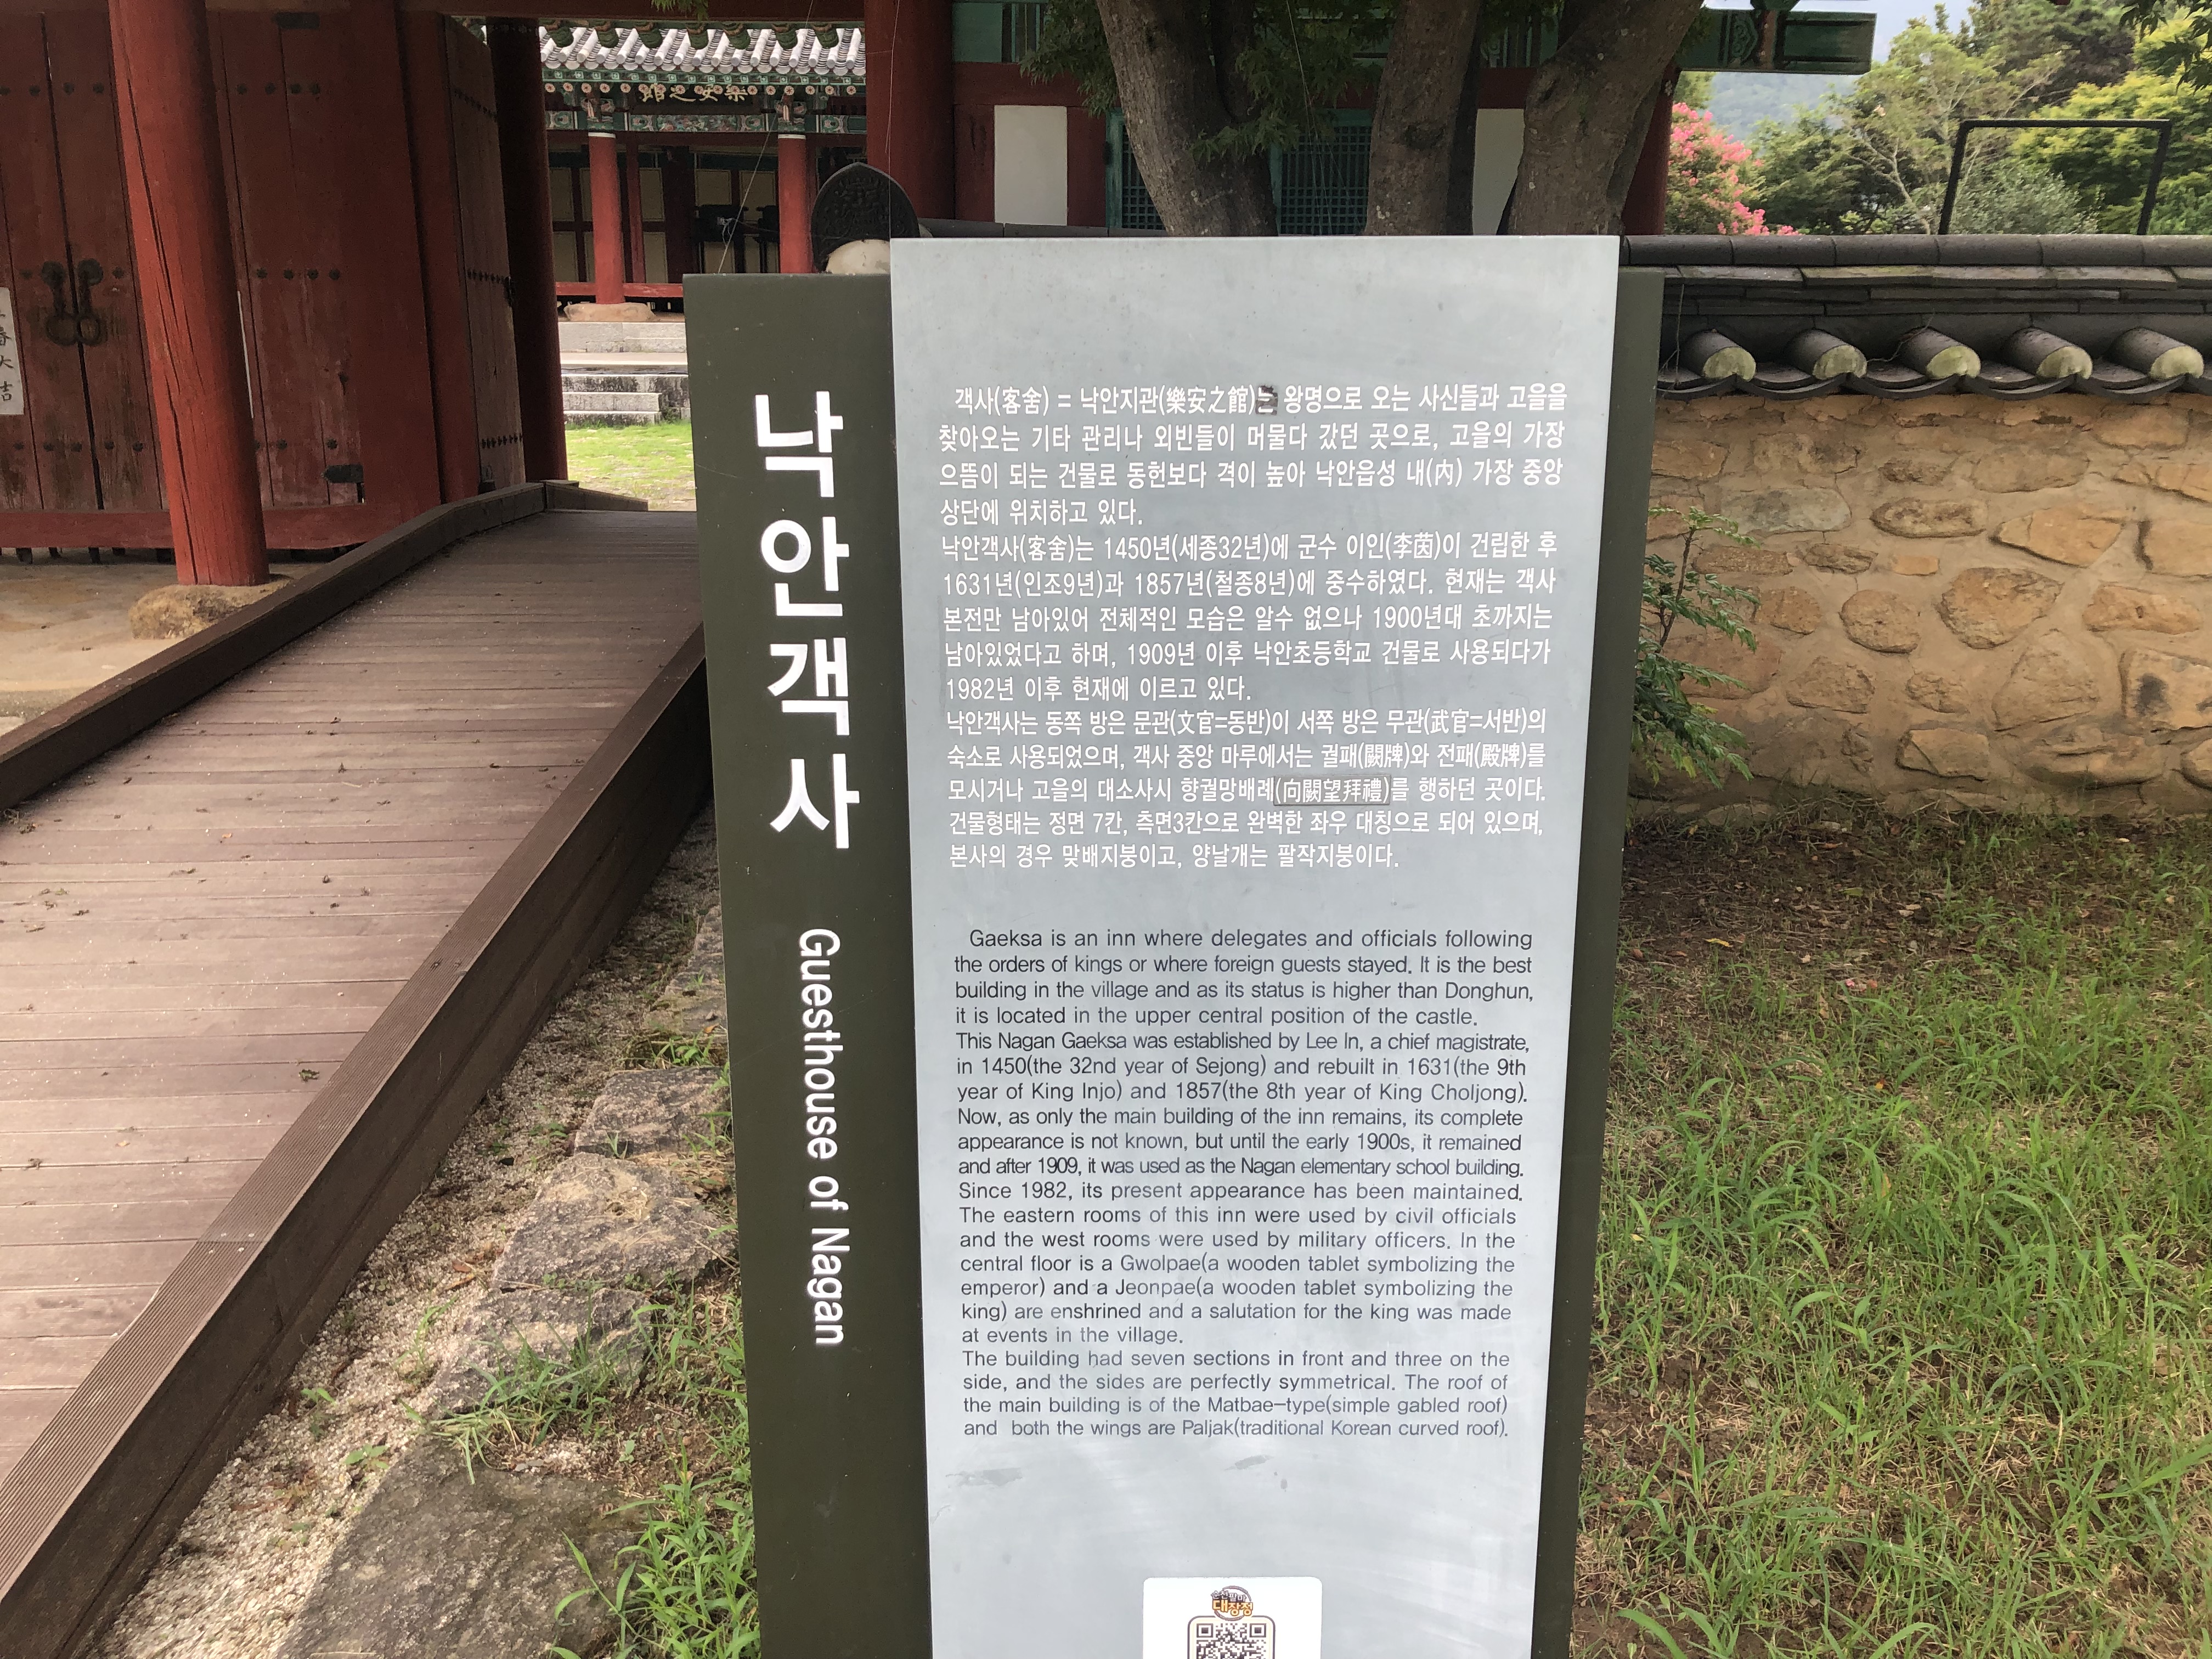 樂安之館
大
吉
낙안객사
Guesthouse of Nagan
객사(客舍) = 낙안지관(樂安之館)는 왕명으로 오는 사신들과 고을을
찾아오는 기타 관리나 외빈들이 머물다 갔던 곳으로, 고을의 가장
으뜸이 되는 건물로 동헌보다 격이 높아 낙안읍성 내(內) 가장 중앙
상단에 위치하고 있다.
낙안객사(客舍)는 1450년(세종32년)에 군수 이인(李茵)이 건립한 후
1631년(인조9년)과 1857년(철종8년)에 중수하였다. 현재는 객사
본전만 남아있어 전체적인 모습은 알수 없으나 1900년대 초까지는
남아있었다고 하며, 1909년 이후 낙안초등학교 건물로 사용되다가
1982년 이후 현재에 이르고 있다.
낙안객사는 동쪽 방은 문관(文官=동반)이 서쪽 방은 무관(武官=서반)의
숙소로 사용되었으며, 객사 중앙 마루에서는 궐패(闕牌)와 전패(殿牌)를
모시거나 고을의 대소사시 향궐망배례(向闕望拜禮)를 행하던 곳이다.
건물형태는 정면 7칸, 측면3칸으로 완벽한 좌우 대칭으로 되어 있으며,
본사의 경우 맞배지붕이고, 양날개는 팔작지붕이다.
Gaeksa is an inn where delegates and officials following
the orders of kings or where foreign guests stayed. It is the best
building in the village and as its status is higher than Donghun,
it is located in the upper central position of the castle.
This Nagan Gaeksa was established by Lee In, a chief magistrate,
in 1450(the 32nd year of Sejong) and rebuilt in 1631(the 9th
year of King Injo) and 1857(the 8th year of King Choljong).
Now, as only the main building of the inn remains, its complete
appearance is not known, but until the early 1900s, it remained
and after 1909, it was used as the Nagan elementary school building.
Since 1982, its present appearance has been maintained.
The eastern rooms of this inn were used by civil officials
and the west rooms were used by military officers. In the
central floor is a Gwolpae(a wooden tablet symbolizing the
emperor) and a Jeonpae(a wooden tablet symbolizing the
king) are enshrined and a salutation for the king was made
at events in the village.
The building had seven sections in front and three on the
side, and the sides are perfectly symmetrical. The roof of
the main building is of the Matbae-type(simple gabled roof)
and both the wings are Paljak(traditional Korean curved roof).
대장정